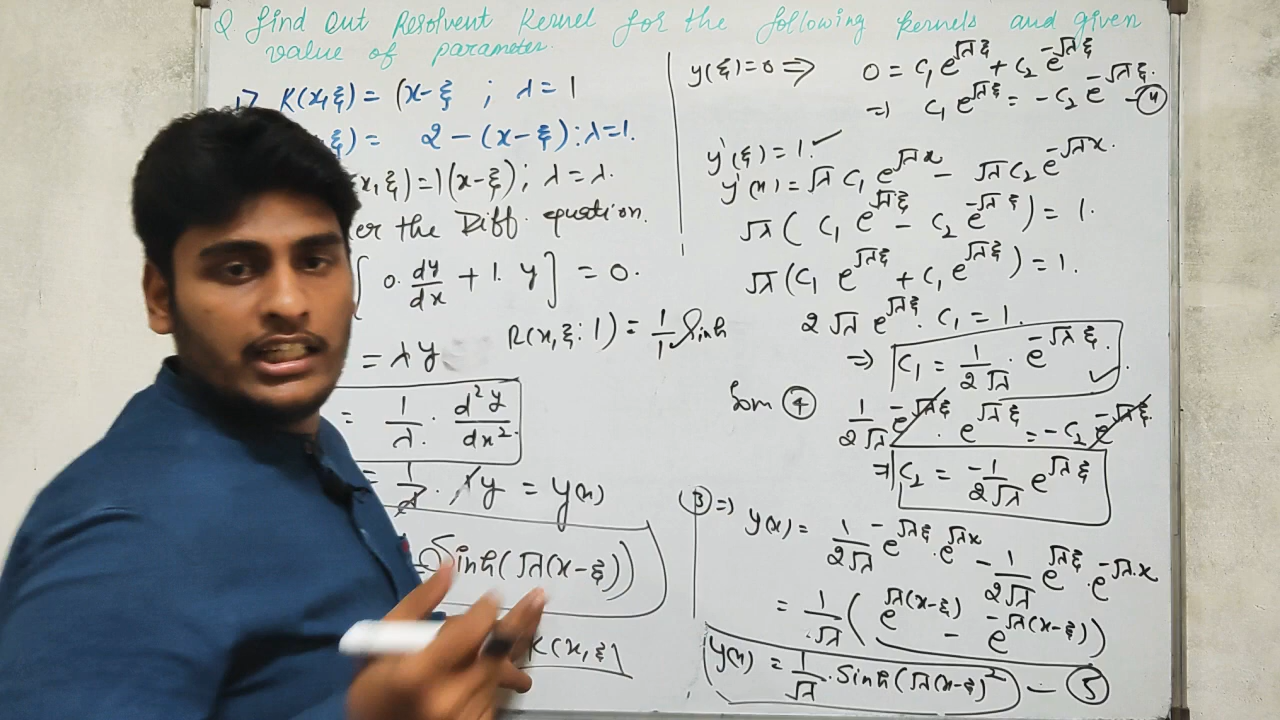 Q find out Resolvent Kernel for the following kernels and given
value of parameter.
1> K(x,ξ) = (x-ξ ; λ = 1
ξ) = 2 - (x-ξ) : λ=1.
(x,ξ)=1(x-ξ) ; λ = λ.
er the Diff. equation.
[ 0. dy/dx + 1. y ] = 0.
= λy
R(x,ξ:1) = 1/1 Sinh
= 1/λ. · d²y/dx².
= 1/λ · λy = y(x)
= Sinh(√λ(x-ξ))
K(x,ξ)
y(ξ)=0 ⇒ 0 = C₁ e^√λξ + C₂ e^-√λξ
⇒ C₁ e^√λξ = -C₂ e^-√λξ. - ④
y'(ξ) = 1. ✓
y'(x) = √λ C₁ e^√λx - √λ C₂ e^-√λx.
√λ ( C₁ e^√λξ - C₂ e^-√λξ ) = 1.
√λ (C₁ e^√λξ + C₁ e^√λξ ) = 1.
2√λ e^√λξ · C₁ = 1.
⇒ C₁ = 1/2√λ · e^-√λξ. ✓
from ④ 1/2√λ e^-√λξ · e^√λξ = -C₂ e^-√λξ.
⇒ C₂ = -1/2√λ e^√λξ
③ ⇒ y(x) = 1/2√λ e^-√λξ · e^√λx - 1/2√λ e^√λξ · e^-√λ.x
= 1/√λ ( e^√λ(x-ξ) - e^-√λ(x-ξ) )
y(x) = 1/√λ · Sinh(√λ(x-ξ)² - ⑤